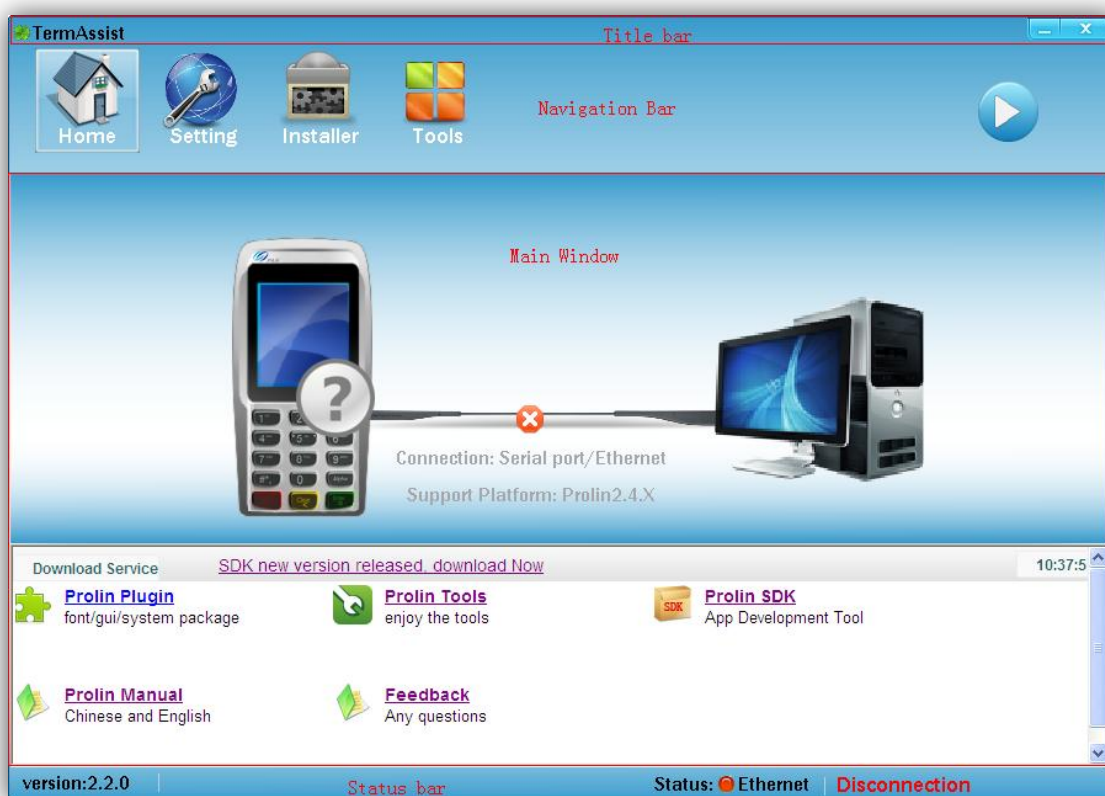 TermAssist
Title bar
Home
Setting
Installer
Tools
Navigation Bar
Main Window
Connection: Serial port/Ethernet
Support Platform: Prolin2.4.X
Download Service
SDK new version released, download Now
10:37:5
Prolin Plugin
font/gui/system package
Prolin Tools
enjoy the tools
SDK
Prolin SDK
App Development Tool
Prolin Manual
Chinese and English
Feedback
Any questions
version:2.2.0
Status bar
Status: Ethernet
Disconnection